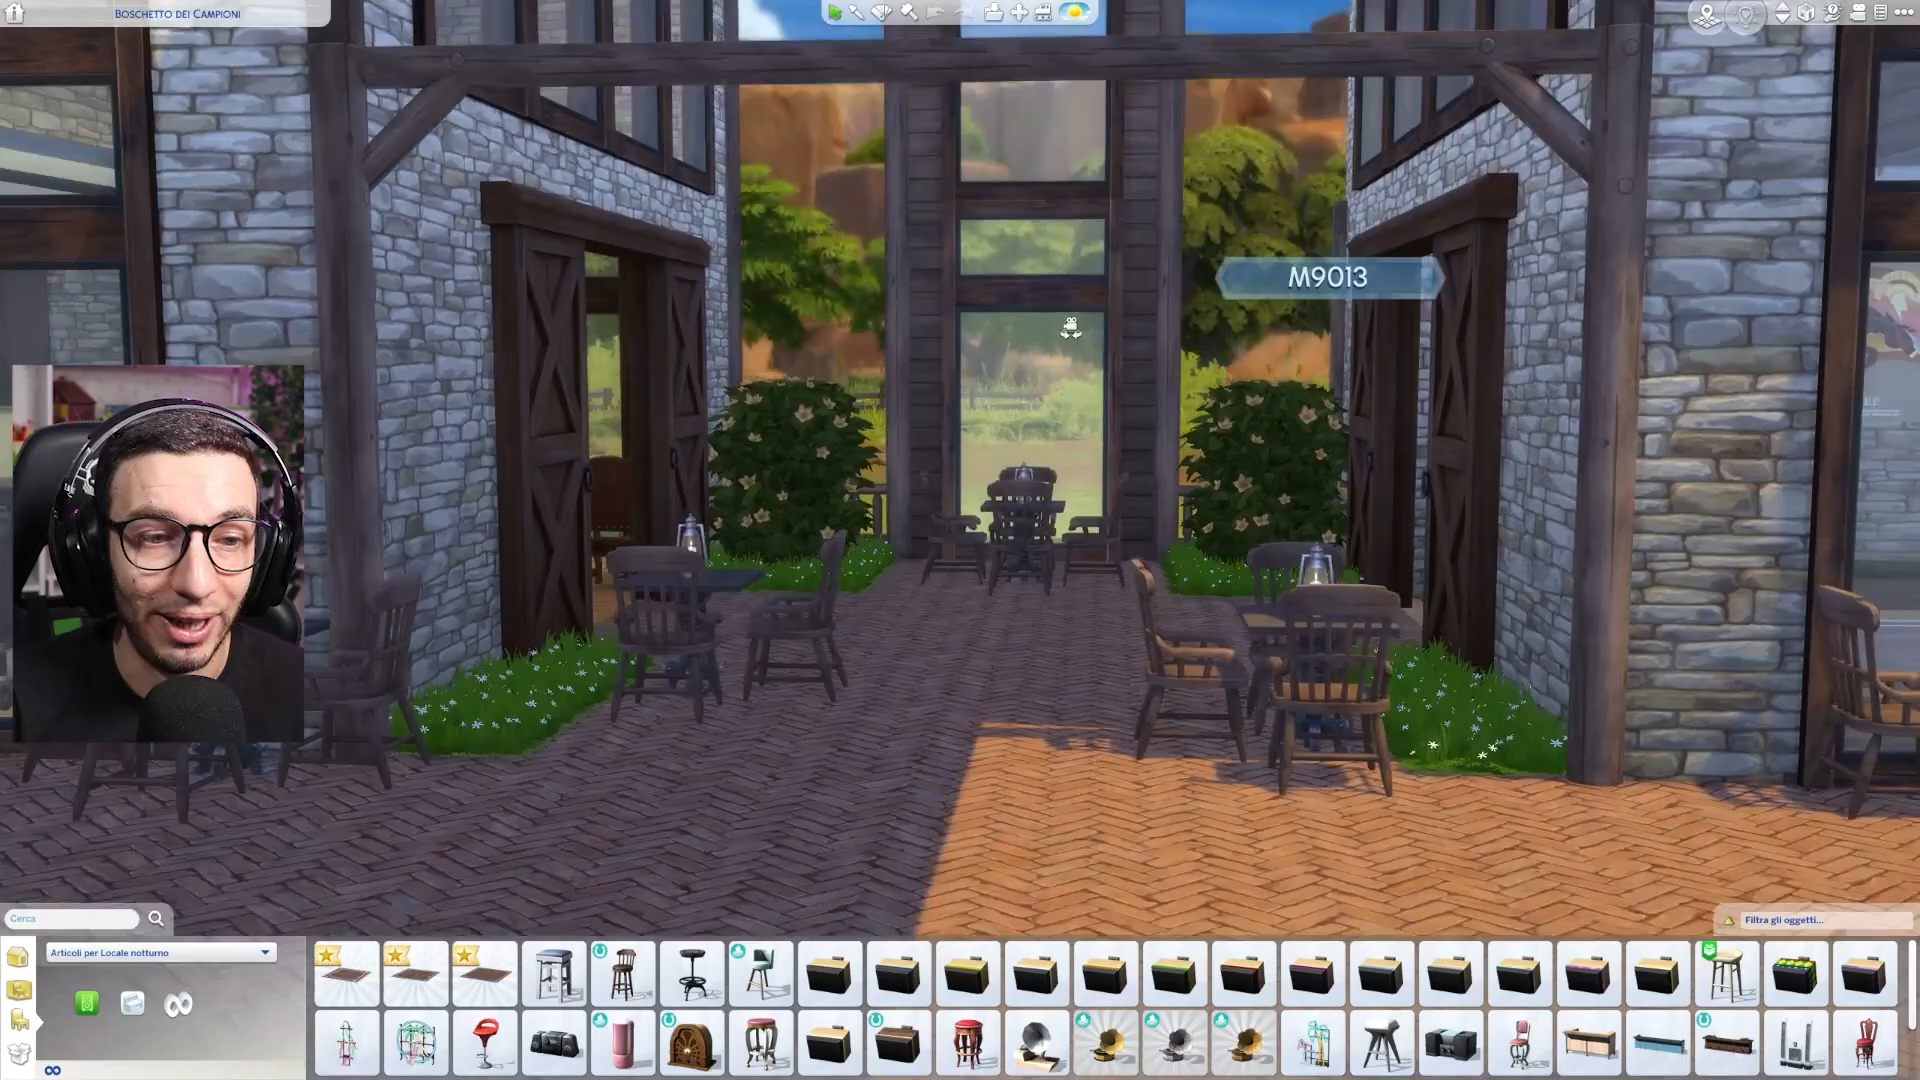 BOSCHETTO DEI CAMPIONI
M9013
Cerca
Filtra gli oggetti...
Articoli per Locale notturno